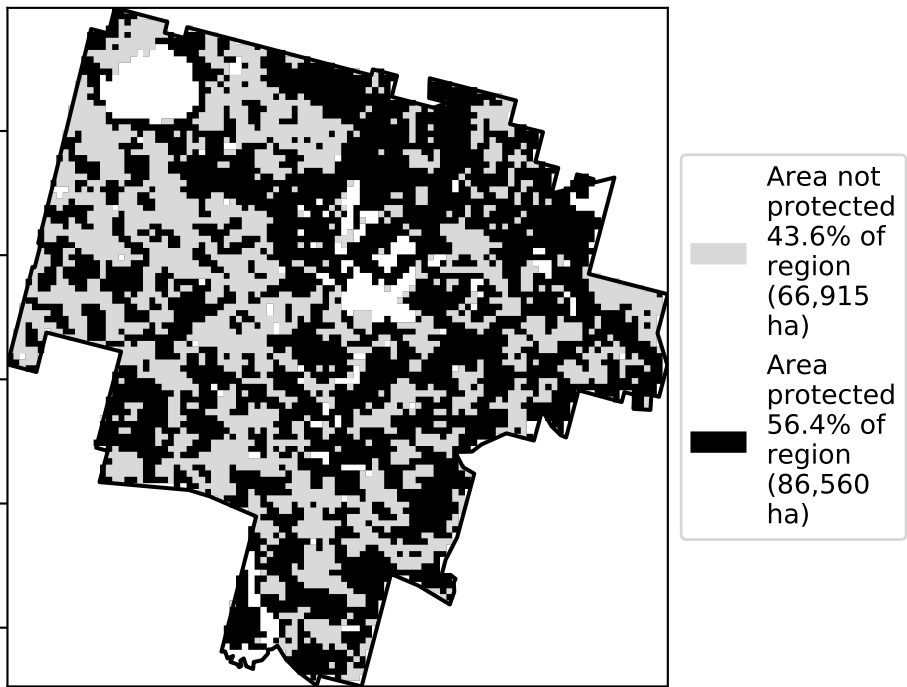 Area not
protected
43.6% of
region
(66,915
ha)
Area
protected
56.4% of
region
(86,560
ha)